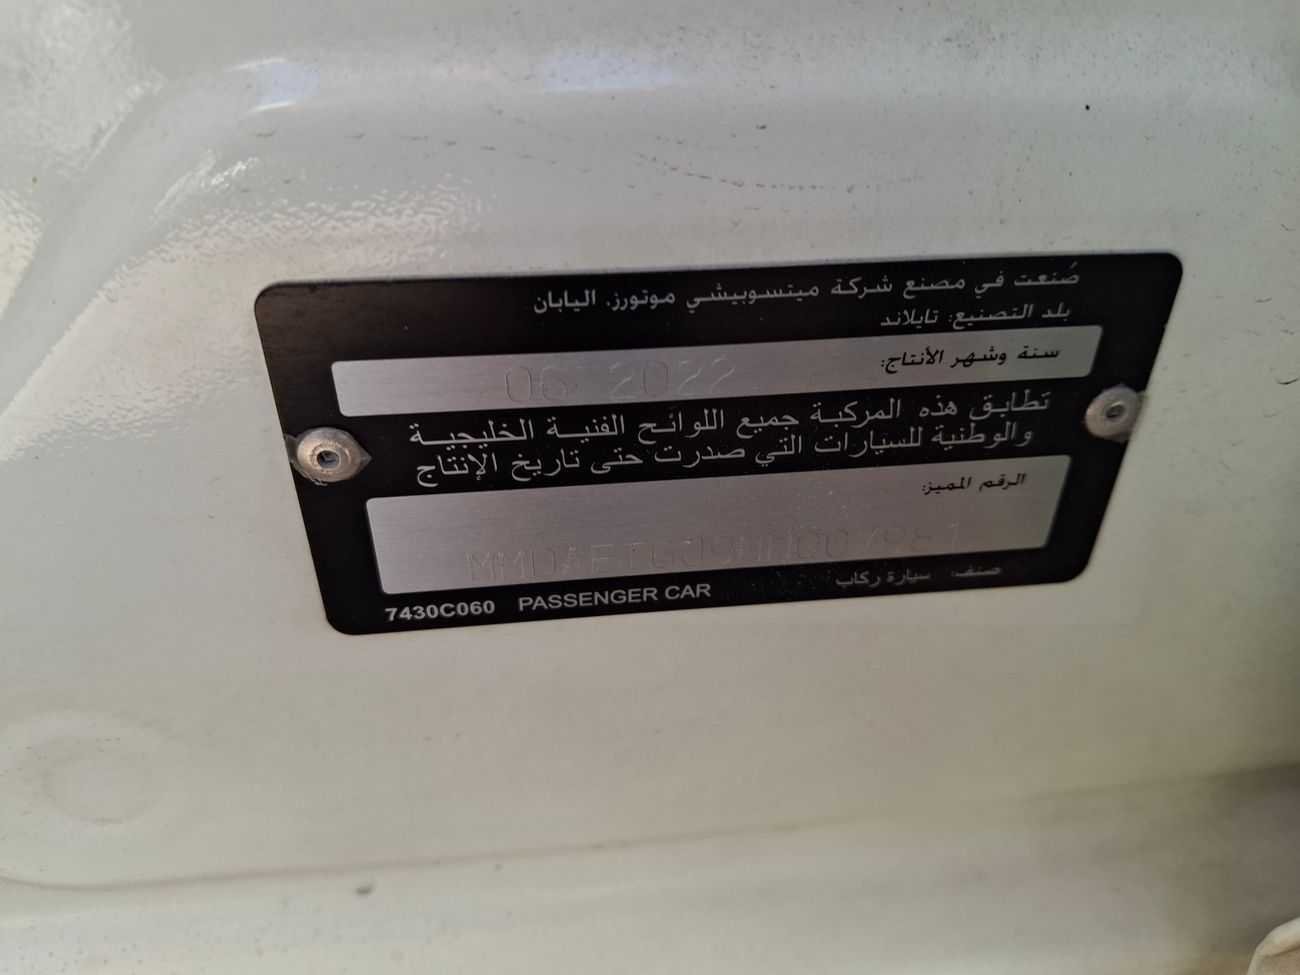 صُنعت في مصنع شركة ميتسوبيشي موتورز. اليابان
بلد التصنيع: تايلاند
سنة وشهر الأنتاج:
06 2022
تطابق هذه المركبة جميع اللوائح الفنية الخليجية
والوطنية للسيارات التي صدرت حتى تاريخ الإنتاج
الرقم المميز:
صنف: سيارة ركاب
7430C060 PASSENGER CAR